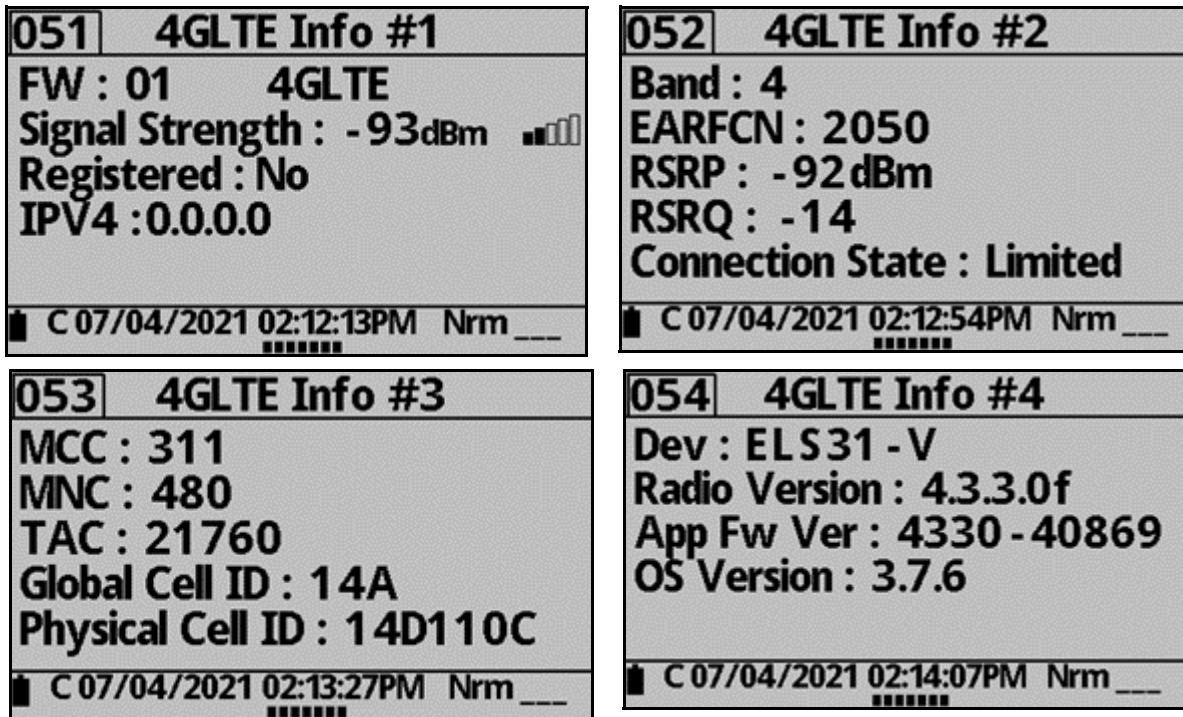 051 4GLTE Info #1
FW : 01 4GLTE
Signal Strength : -93dBm
Registered : No
IPV4 :0.0.0.0
C 07/04/2021 02:12:13PM Nrm ___
052 4GLTE Info #2
Band : 4
EARFCN : 2050
RSRP : -92dBm
RSRQ : -14
Connection State : Limited
C 07/04/2021 02:12:54PM Nrm ___
053 4GLTE Info #3
MCC : 311
MNC : 480
TAC : 21760
Global Cell ID : 14A
Physical Cell ID : 14D110C
C 07/04/2021 02:13:27PM Nrm ___
054 4GLTE Info #4
Dev : ELS31-V
Radio Version : 4.3.3.0f
App Fw Ver : 4330-40869
OS Version : 3.7.6
C 07/04/2021 02:14:07PM Nrm ___